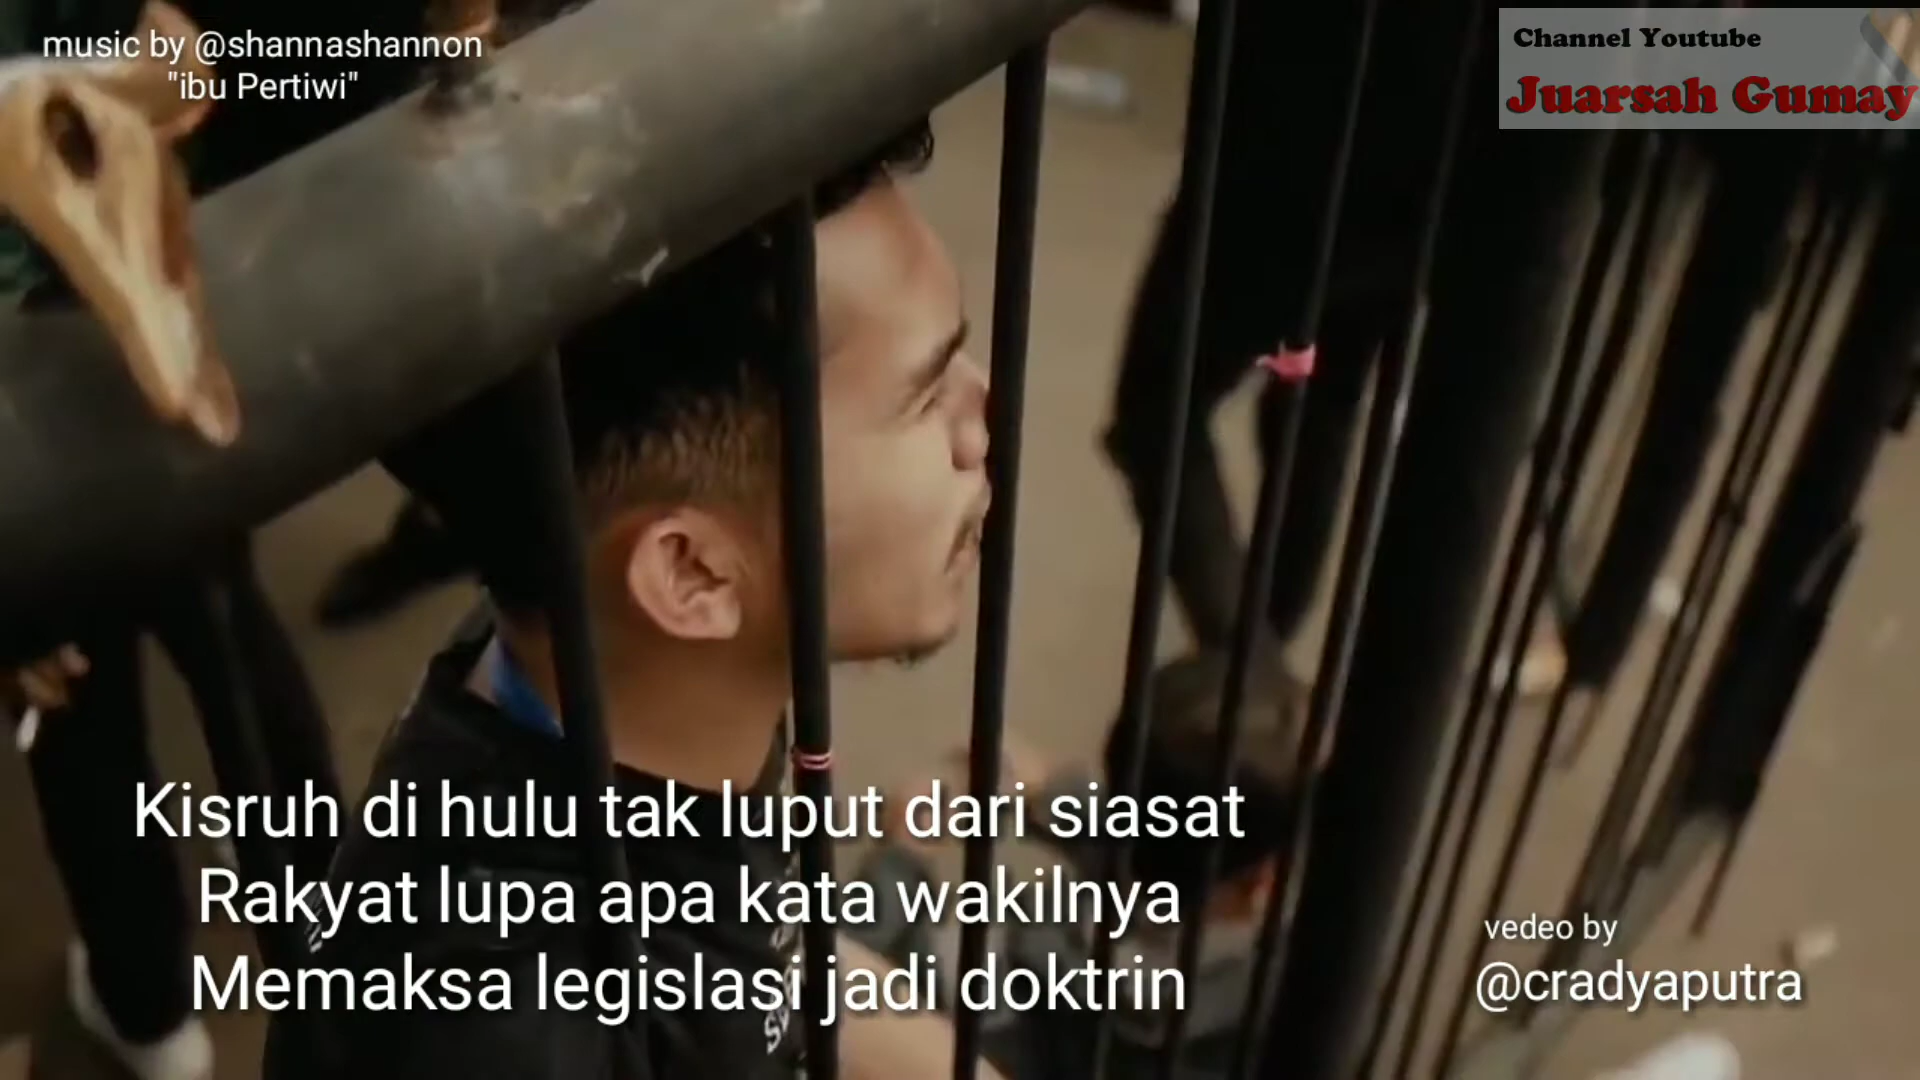 music by @shannashannon
"ibu Pertiwi"
Channel Youtube
Juarsah Gumay
Kisruh di hulu tak luput dari siasat
Rakyat lupa apa kata wakilnya
Memaksa legislasi jadi doktrin
vedeo by
@cradyaputra